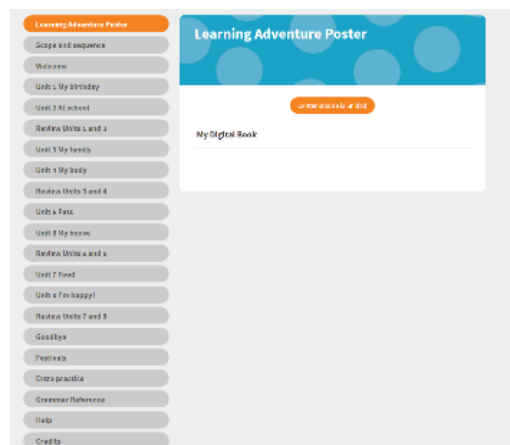 Learning Adventure Poster
Scope and sequence
Welcome
Unit 1 My birthday
Unit 2 At school
Review Units 1 and 2
Unit 3 My family
Unit 4 My body
Review Units 3 and 4
Unit 5 Pets
Unit 6 My house
Review Units 5 and 6
Unit 7 Food
Unit 8 I'm happy!
Review Units 7 and 8
Goodbye
Festivals
Extra practice
Grammar Reference
Help
Credits
Learning Adventure Poster
My Digital Book